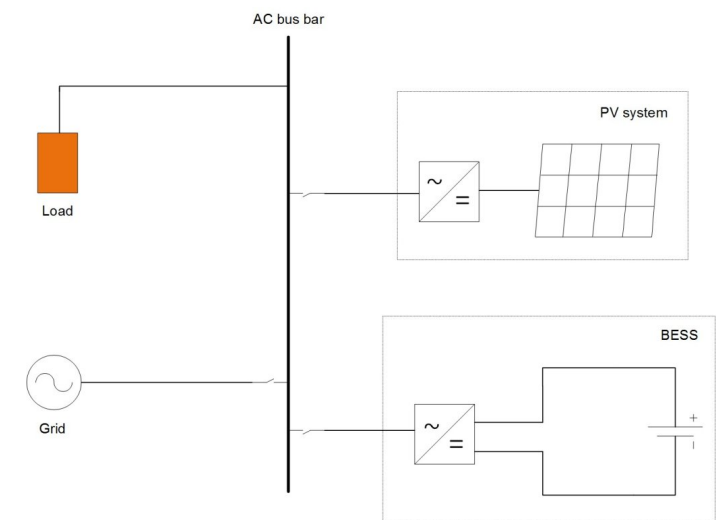 AC bus bar
PV system
Load
BESS
Grid
+
-